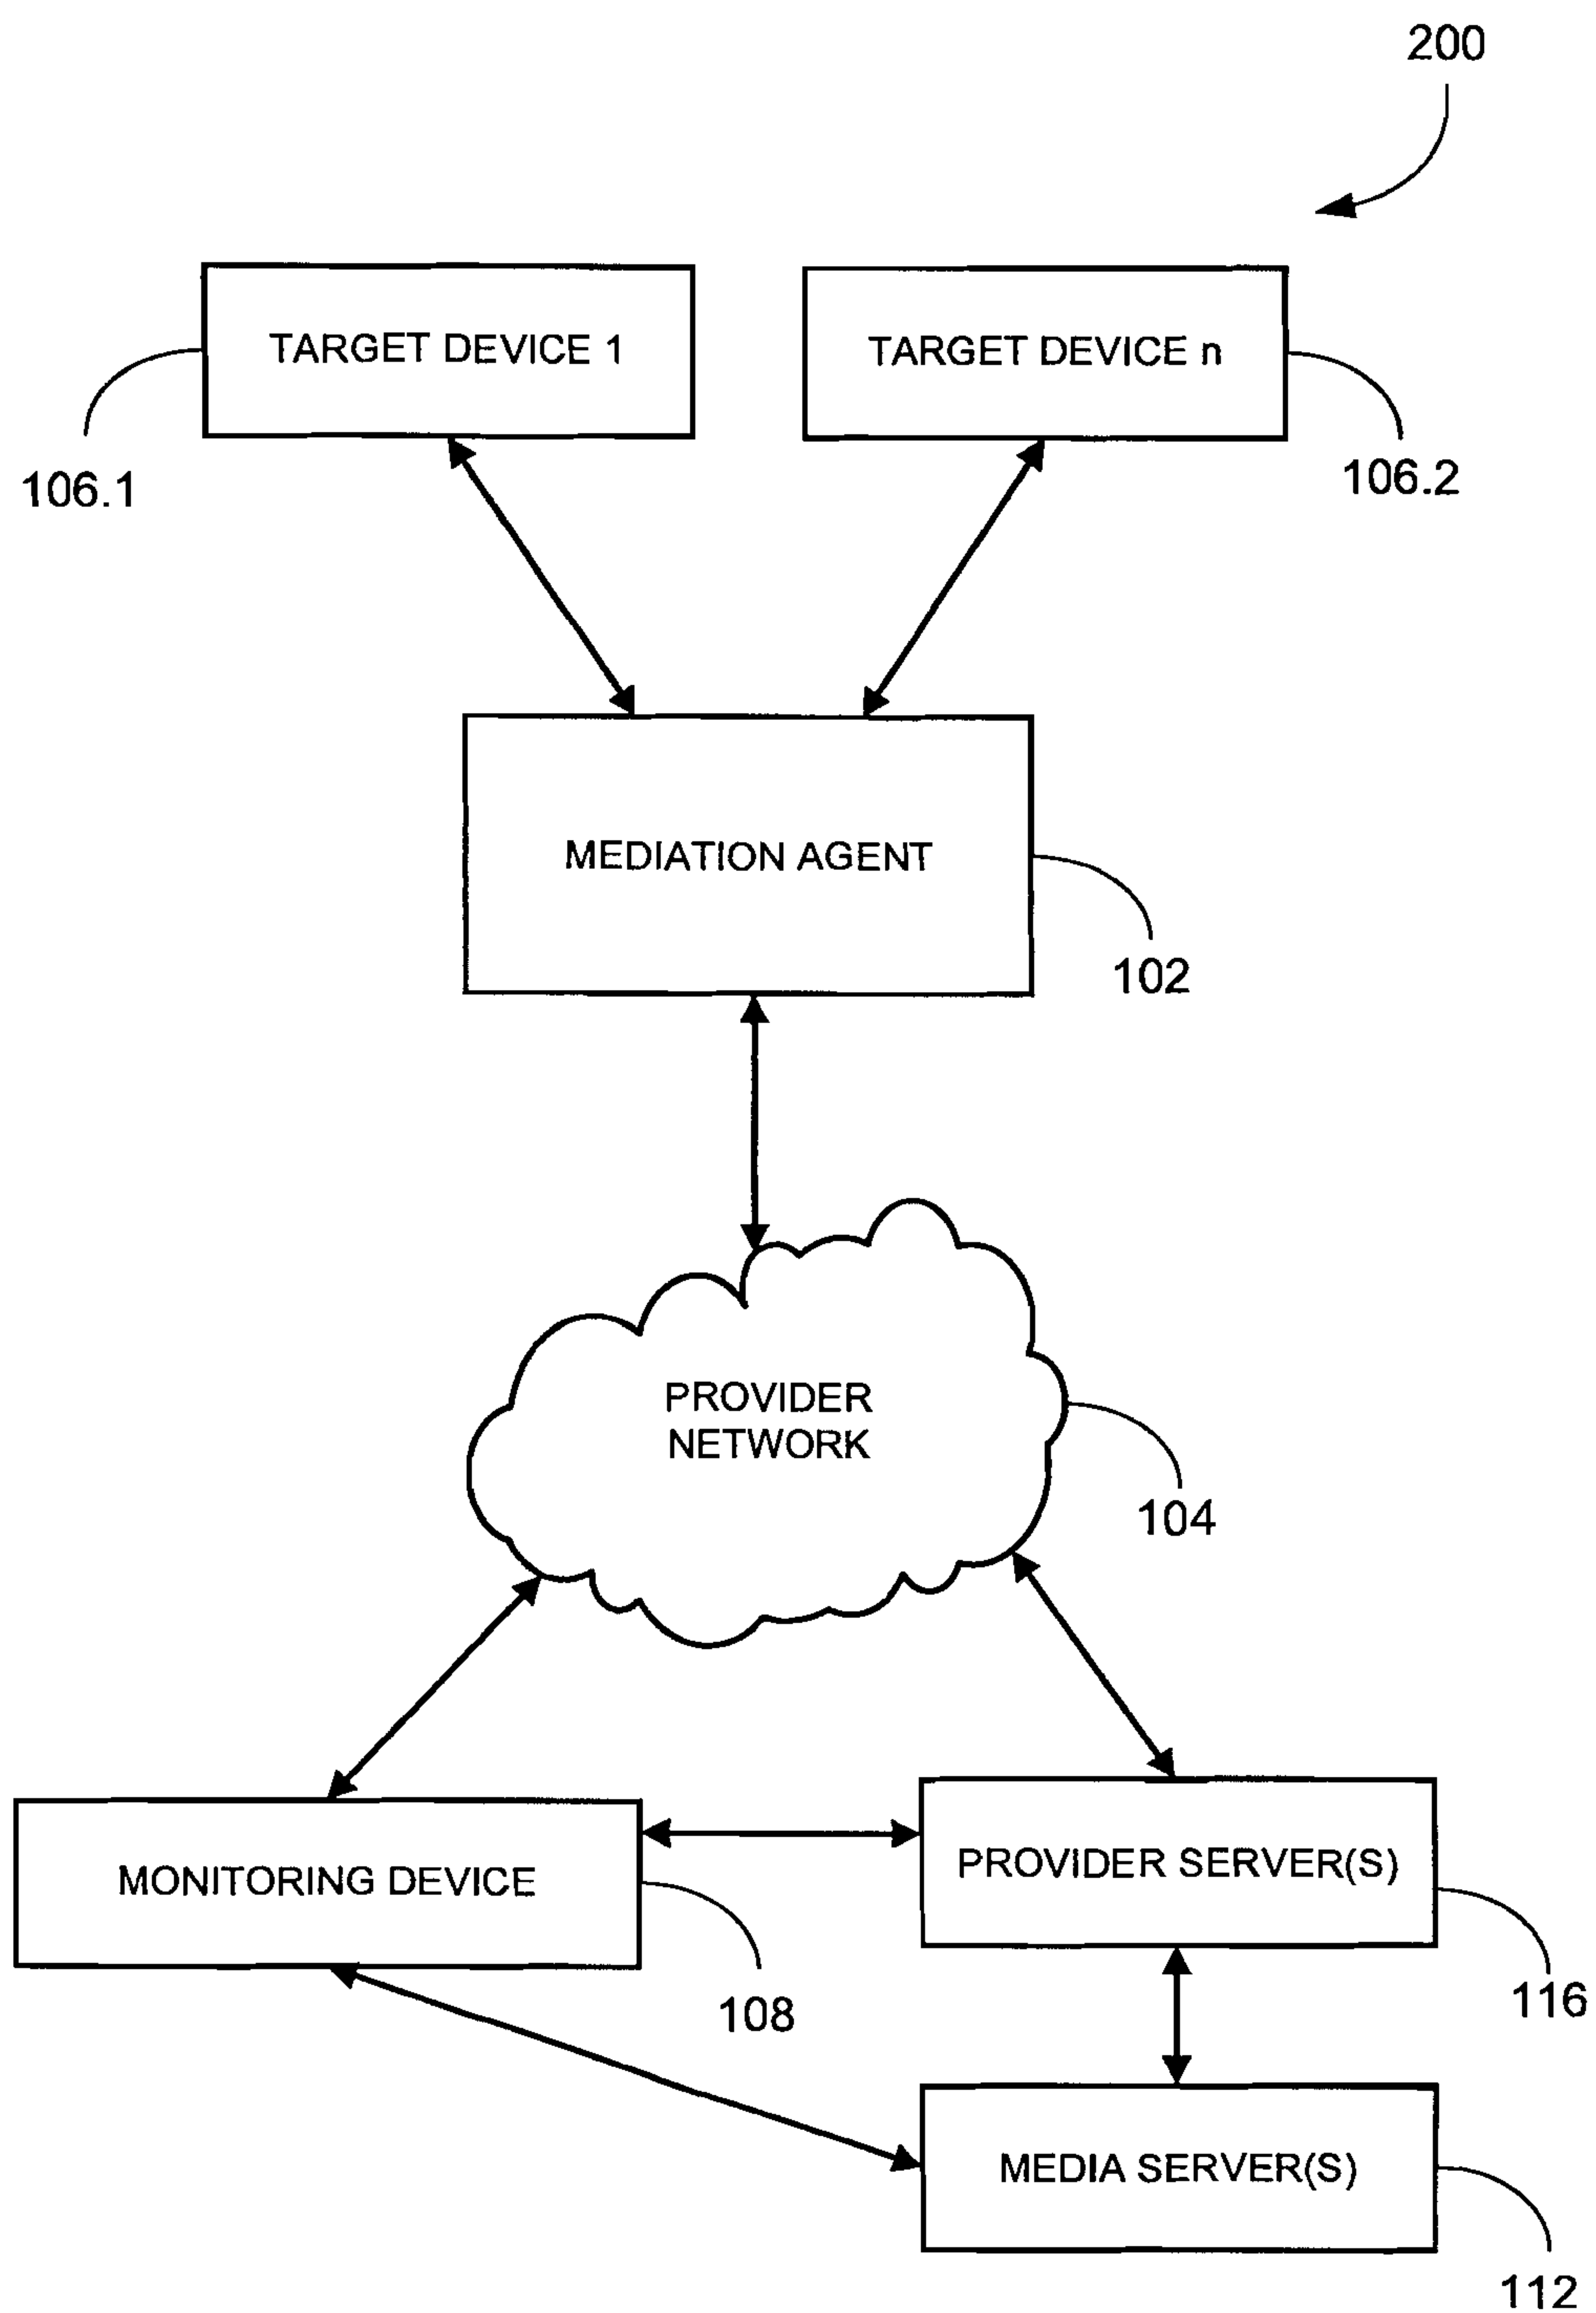 200
TARGET DEVICE 1
TARGET DEVICE n
106.1
106.2
MEDIATION AGENT
102
PROVIDER
NETWORK
104
MONITORING DEVICE
PROVIDER SERVER(S)
108
116
MEDIA SERVER(S)
112